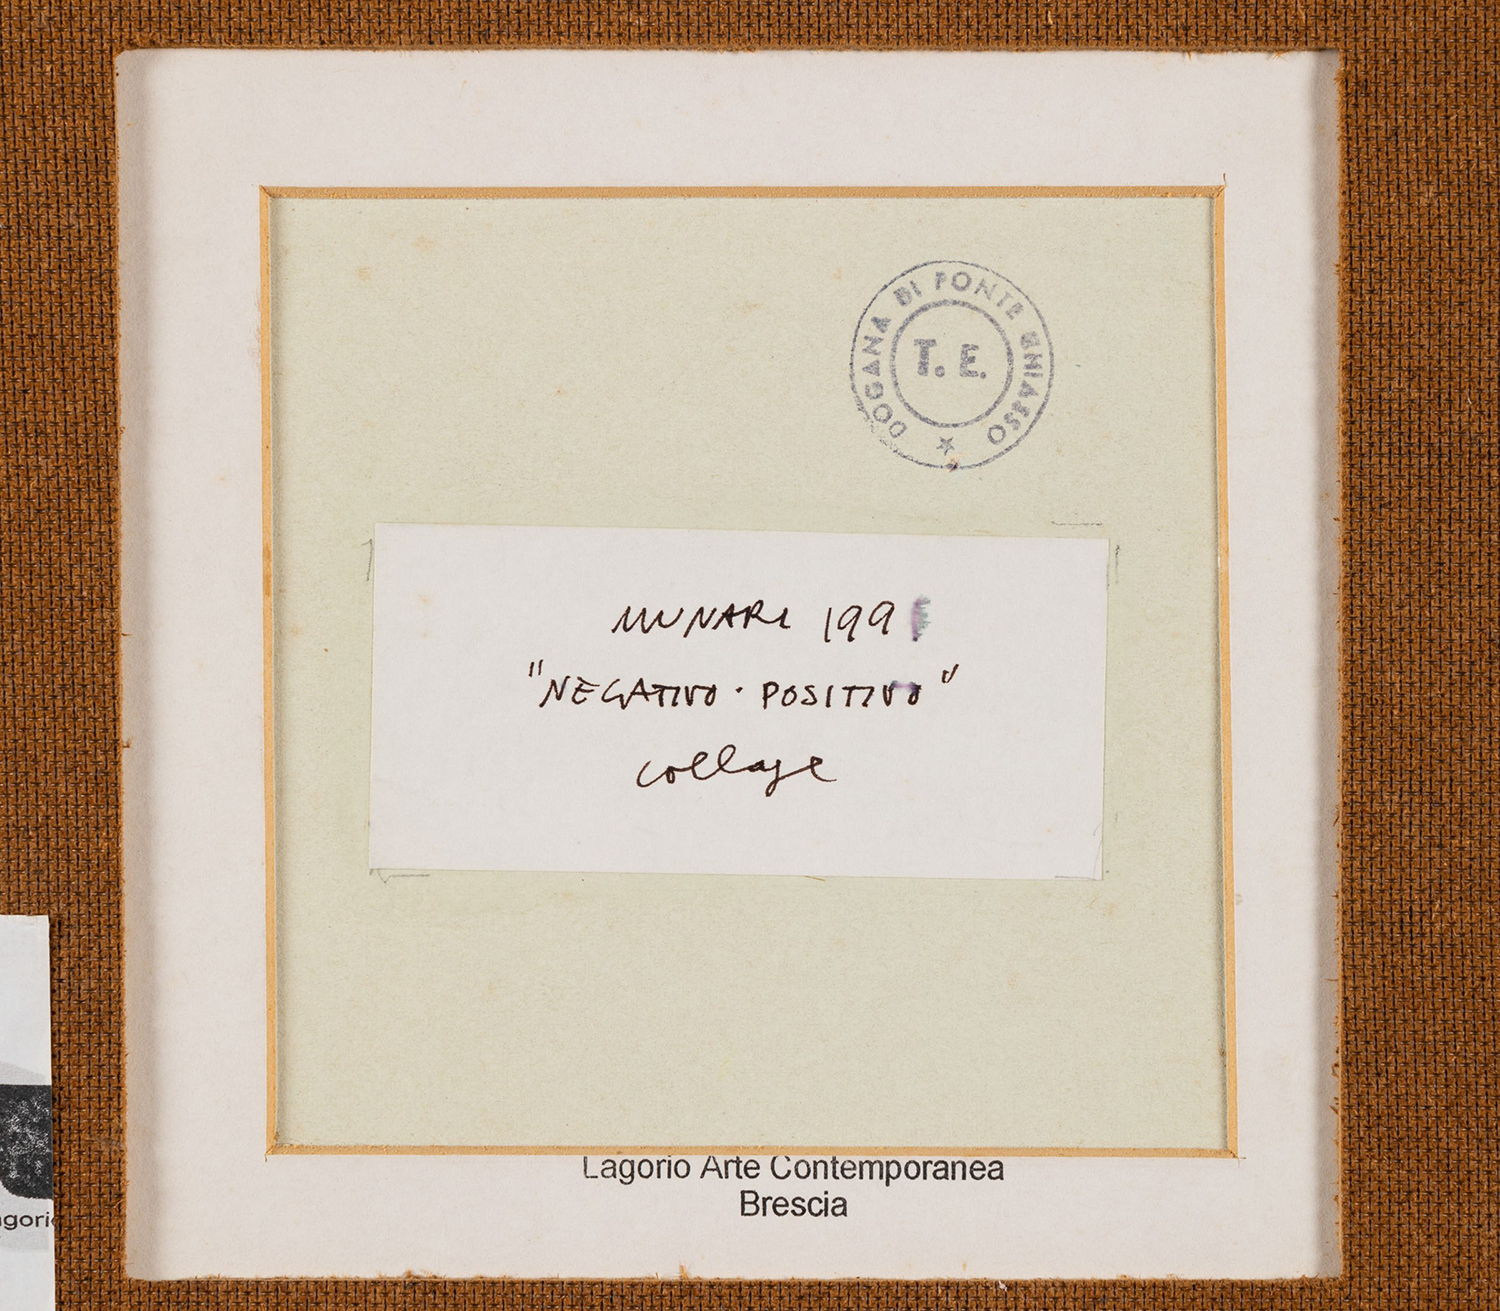 DOGANA DI PONTE CHIASSO
T. E.
MUNARI 199
"NEGATIVO · POSITIVO"
collage
Lagorio Arte Contemporanea
Brescia